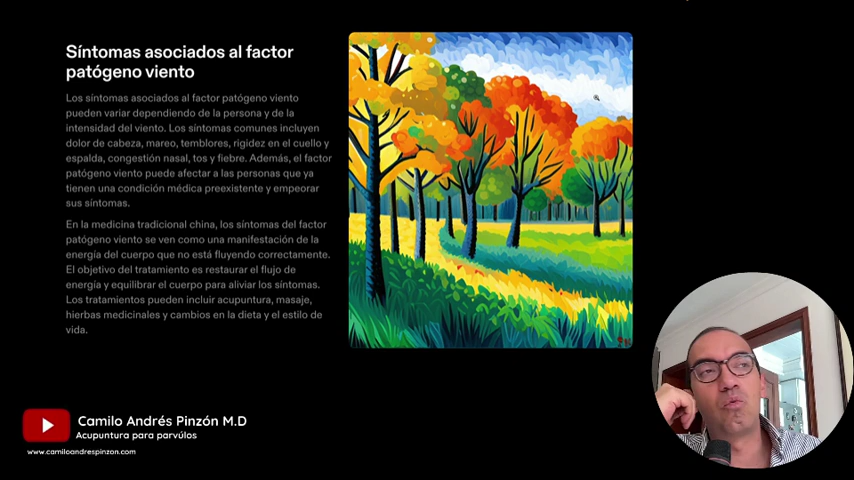 Síntomas asociados al factor
patógeno viento
Los síntomas asociados al factor patógeno viento
pueden variar dependiendo de la persona y de la
intensidad del viento. Los síntomas comunes incluyen
dolor de cabeza, mareo, temblores, rigidez en el cuello y
espalda, congestión nasal, tos y fiebre. Además, el factor
patógeno viento puede afectar a las personas que ya
tienen una condición médica preexistente y empeorar
sus síntomas.
En la medicina tradicional china, los síntomas del factor
patógeno viento se ven como una manifestación de la
energía del cuerpo que no está fluyendo correctamente.
El objetivo del tratamiento es restaurar el flujo de
energía y equilibrar el cuerpo para aliviar los síntomas.
Los tratamientos pueden incluir acupuntura, masaje,
hierbas medicinales y cambios en la dieta y el estilo de
vida.
Camilo Andrés Pinzón M.D
Acupuntura para parvúlos
www.camiloandrespinzon.com